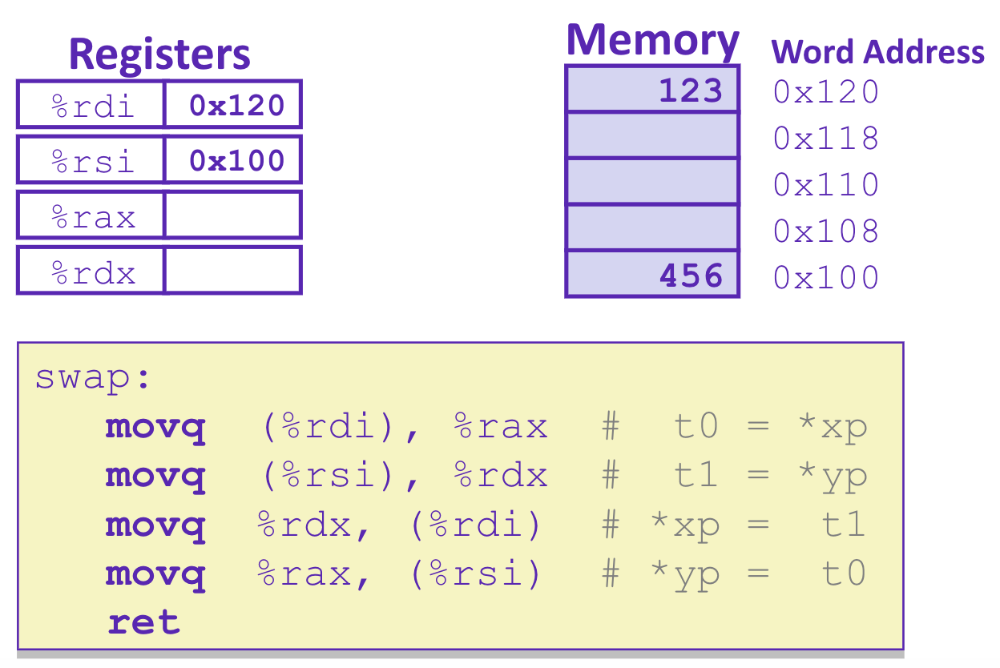 Registers
%rdi 0x120
%rsi 0x100
%rax
%rdx
Memory Word Address
123 0x120
0x118
0x110
0x108
456 0x100
swap:
movq (%rdi), %rax # t0 = *xp
movq (%rsi), %rdx # t1 = *yp
movq %rdx, (%rdi) # *xp = t1
movq %rax, (%rsi) # *yp = t0
ret